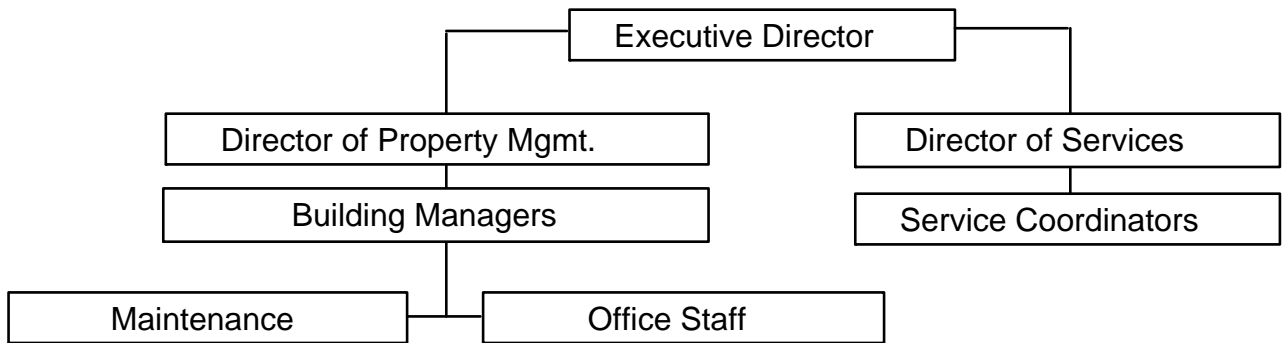 Executive Director
Director of Property Mgmt.
Director of Services
Building Managers
Service Coordinators
Maintenance
Office Staff